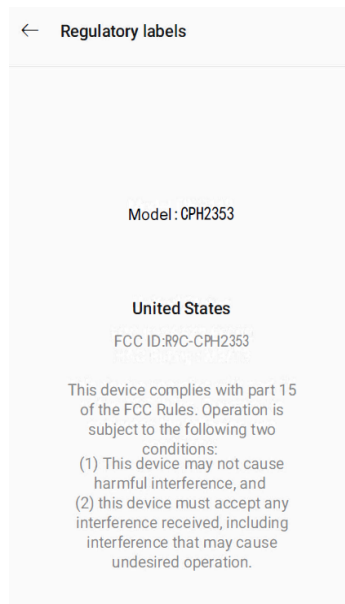 Regulatory labels
Model : CPH2353
United States
FCC ID:R9C-CPH2353
This device complies with part 15
of the FCC Rules. Operation is
subject to the following two
conditions:
(1) This device may not cause
harmful interference, and
(2) this device must accept any
interference received, including
interference that may cause
undesired operation.